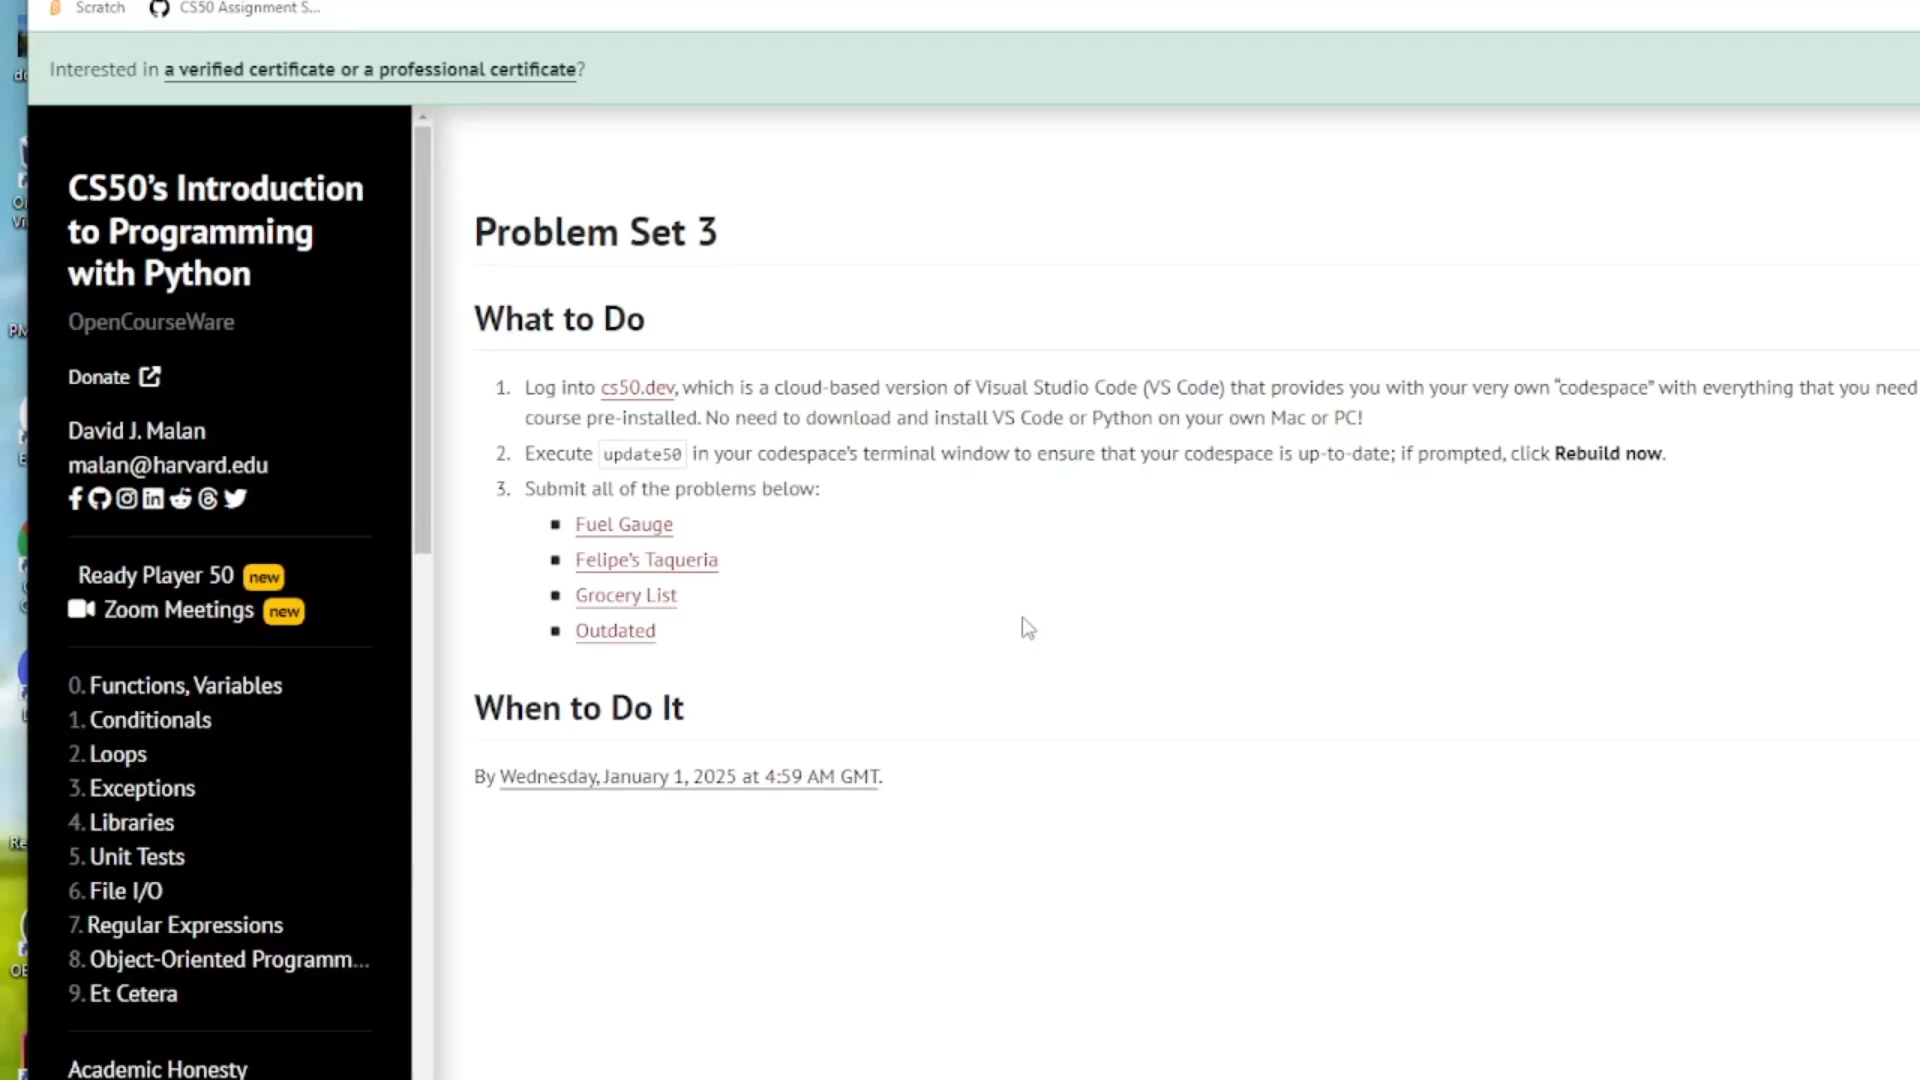 Scratch
CS50 Assignment S...
Interested in a verified certificate or a professional certificate?
CS50's Introduction
to Programming
with Python
OpenCourseWare
Donate
David J. Malan
malan@harvard.edu
Ready Player 50 new
Zoom Meetings new
0. Functions, Variables
1. Conditionals
2. Loops
3. Exceptions
4. Libraries
5. Unit Tests
6. File I/O
7. Regular Expressions
8. Object-Oriented Programm...
9. Et Cetera
Academic Honesty
Problem Set 3
What to Do
1. Log into cs50.dev, which is a cloud-based version of Visual Studio Code (VS Code) that provides you with your very own “codespace” with everything that you need
course pre-installed. No need to download and install VS Code or Python on your own Mac or PC!
2. Execute update50 in your codespace's terminal window to ensure that your codespace is up-to-date; if prompted, click Rebuild now.
3. Submit all of the problems below:
Fuel Gauge
Felipe's Taqueria
Grocery List
Outdated
When to Do It
By Wednesday, January 1, 2025 at 4:59 AM GMT.